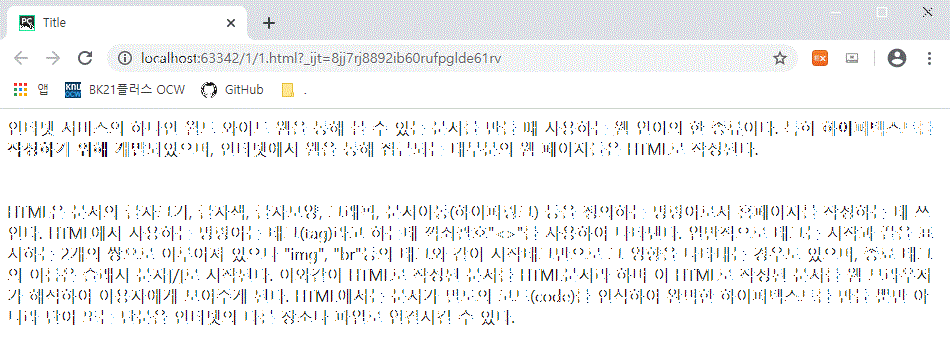 Title
localhost:63342/1/1.html?_ijt=8jj7rj8892ib60rufpglde61rv
앱 BK21플러스 OCW GitHub .
인터넷 서비스의 하나인 월드 와이드 웹을 통해 볼 수 있는 문서를 만들 때 사용하는 웹 언어의 한 종류이다. 특히 하이퍼텍스트를
작성하기 위해 개발되었으며, 인터넷에서 웹을 통해 접근되는 대부분의 웹 페이지들은 HTML로 작성된다.
HTML은 문서의 글자크기, 글자색, 글자모양, 그래픽, 문서이동(하이퍼링크) 등을 정의하는 명령어로서 홈페이지를 작성하는 데 쓰
인다. HTML에서 사용하는 명령어는 태그(tag)라고 하는데 꺽쇠괄호"<>"를 사용하여 나타낸다. 일반적으로 태그는 시작과 끝을 표
시하는 2개의 쌍으로 이루어져 있으나 "img", "br"등의 태그와 같이 시작태그만으로 그 영향을 나타내는 경우도 있으며, 종료 태그
의 이름은 슬래시 문자[/]로 시작된다. 이와같이 HTML로 작성된 문서를 HTML문서라 하며 이 HTML로 작성된 문서를 웹 브라우저
가 해석하여 이용자에게 보여주게 된다. HTML에서는 문서가 별도의 코드(code)를 인식하여 완벽한 하이퍼텍스트를 만들 뿐만 아
니라 단어 또는 단문을 인터넷의 다른 장소나 파일로 연결시킬 수 있다.